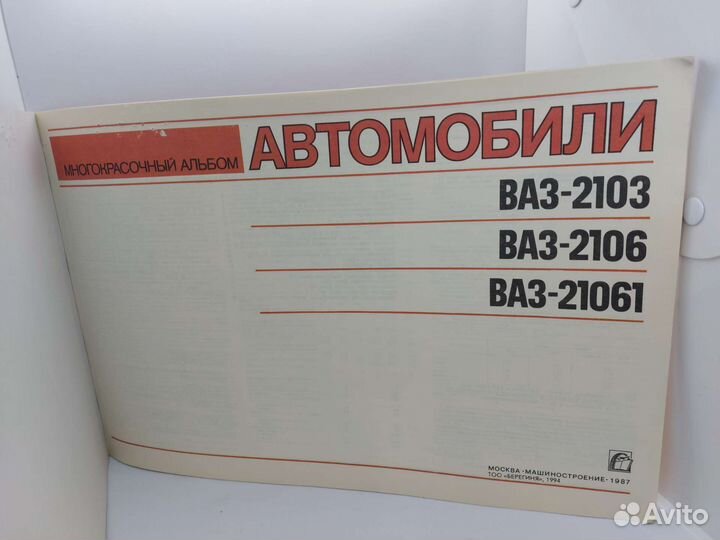 МНОГОКРАСОЧНЫЙ АЛЬБОМ
АВТОМОБИЛИ
ВАЗ-2103
ВАЗ-2106
ВАЗ-21061
МОСКВА·МАШИНОСТРОЕНИЕ·1987
ТОО «БЕРЕГИНЯ», 1994
Avito